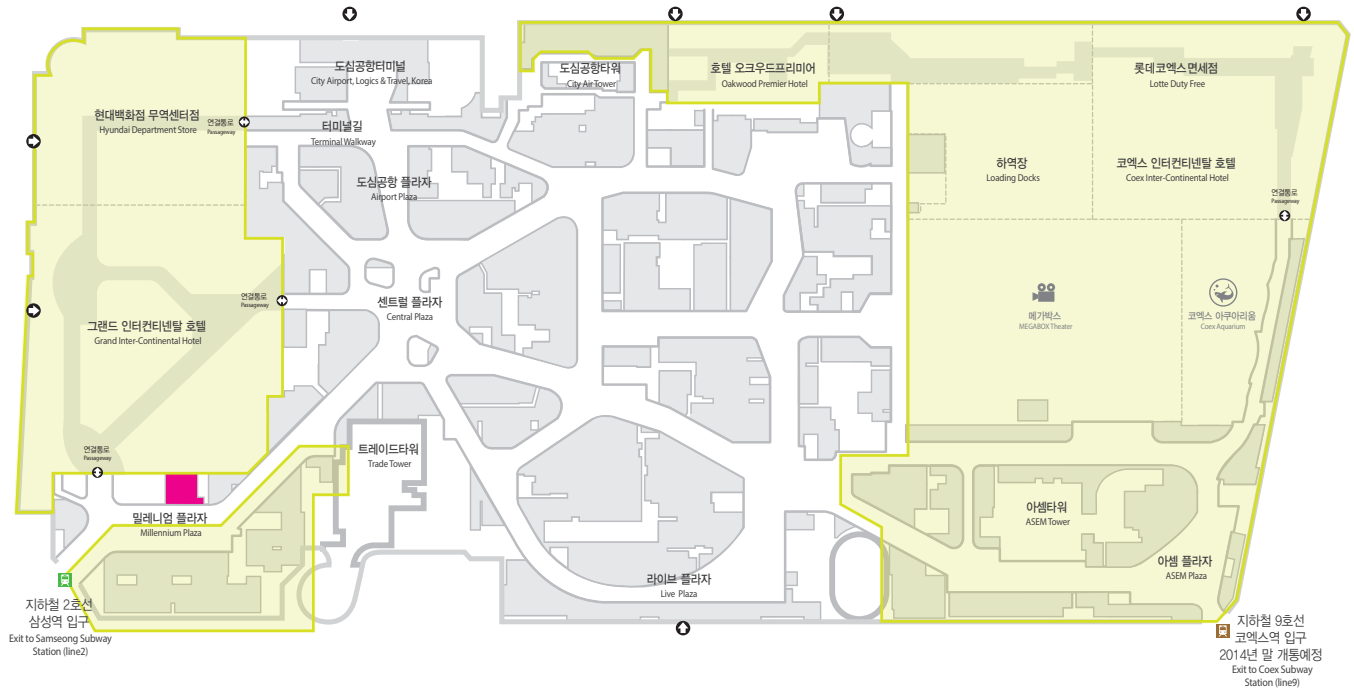 도심공항터미널
City Airport, Logics & Travel, Korea
도심공항타워
City Air Tower
호텔 오크우드프리미어
Oakwood Premier Hotel
롯데코엑스면세점
Lotte Duty Free
현대백화점 무역센터점
Hyundai Department Store
연결통로
Passageway
터미널길
Terminal Walkway
하역장
Loading Docks
코엑스 인터컨티넨탈 호텔
Coex Inter-Continental Hotel
도심공항 플라자
Airport Plaza
연결통로
Passageway
연결통로
Passageway
센트럴 플라자
Central Plaza
메가박스
MEGABOX Theater
코엑스 아쿠아리움
Coex Aquarium
그랜드 인터컨티넨탈 호텔
Grand Inter-Continental Hotel
연결통로
Passageway
트레이드타워
Trade Tower
밀레니엄 플라자
Millennium Plaza
아셈타워
ASEM Tower
아셈 플라자
ASEM Plaza
라이브 플라자
Live Plaza
지하철 2호선
삼성역 입구
Exit to Samseong Subway
Station (line2)
지하철 9호선
코엑스역 입구
2014년 말 개통예정
Exit to Coex Subway
Station (line9)